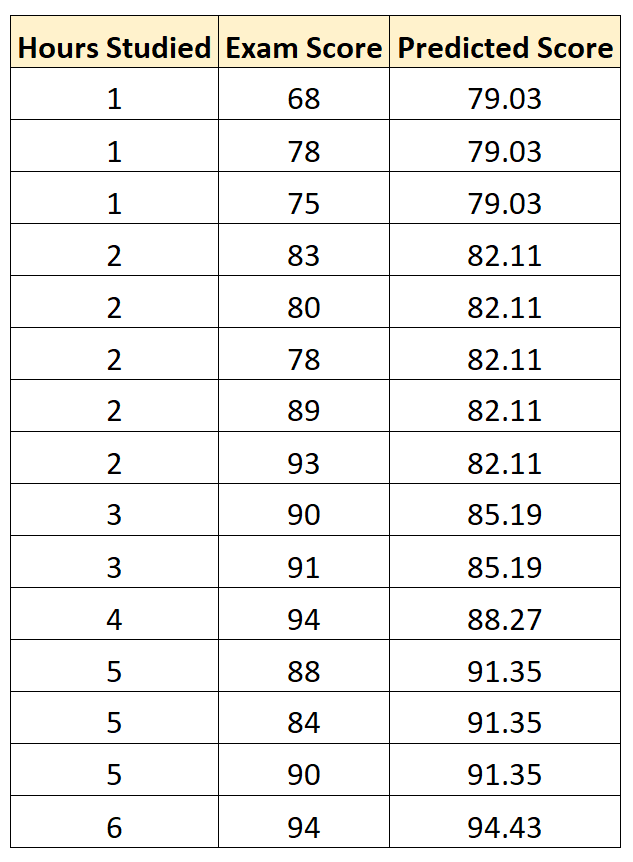 Hours Studied Exam Score Predicted Score
1 68 79.03
1 78 79.03
1 75 79.03
2 83 82.11
2 80 82.11
2 78 82.11
2 89 82.11
2 93 82.11
3 90 85.19
3 91 85.19
4 94 88.27
5 88 91.35
5 84 91.35
5 90 91.35
6 94 94.43